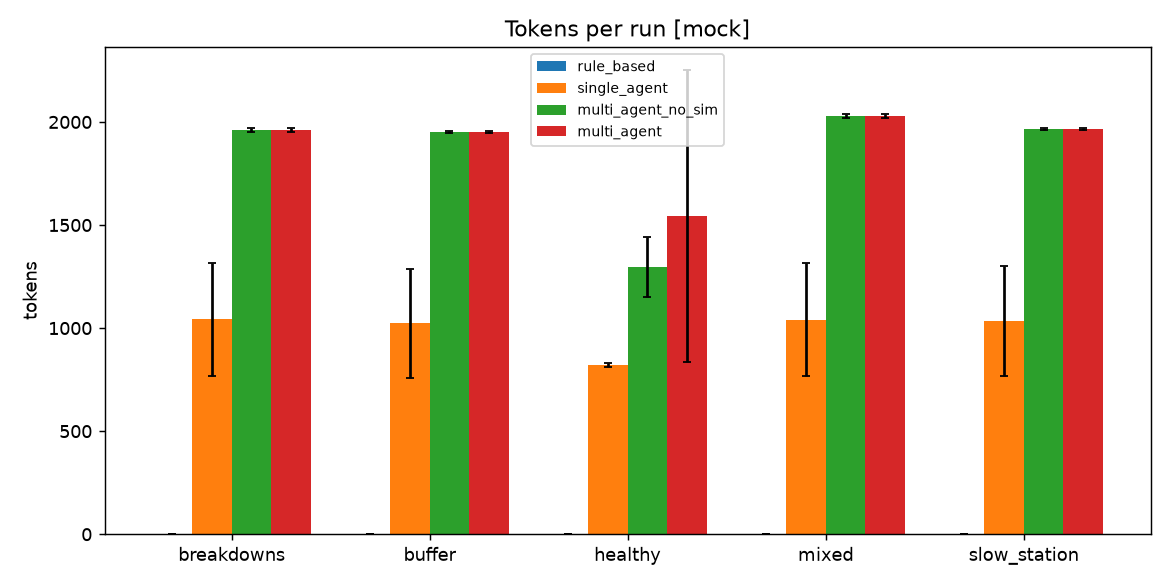 Tokens per run [mock]
rule_based
single_agent
multi_agent_no_sim
multi_agent
tokens
2000
1500
1000
500
0
breakdowns
buffer
healthy
mixed
slow_station